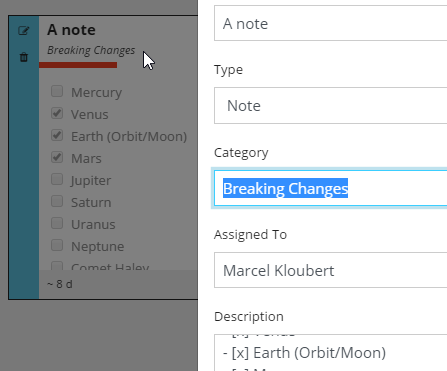 A note
Breaking Changes
Mercury
Venus
Earth (Orbit/Moon)
Mars
Jupiter
Saturn
Uranus
Neptune
Comet Haley
~ 8 d
A note
Type
Note
Category
Breaking Changes
Assigned To
Marcel Kloubert
Description
- [x] Venus
- [x] Earth (Orbit/Moon)